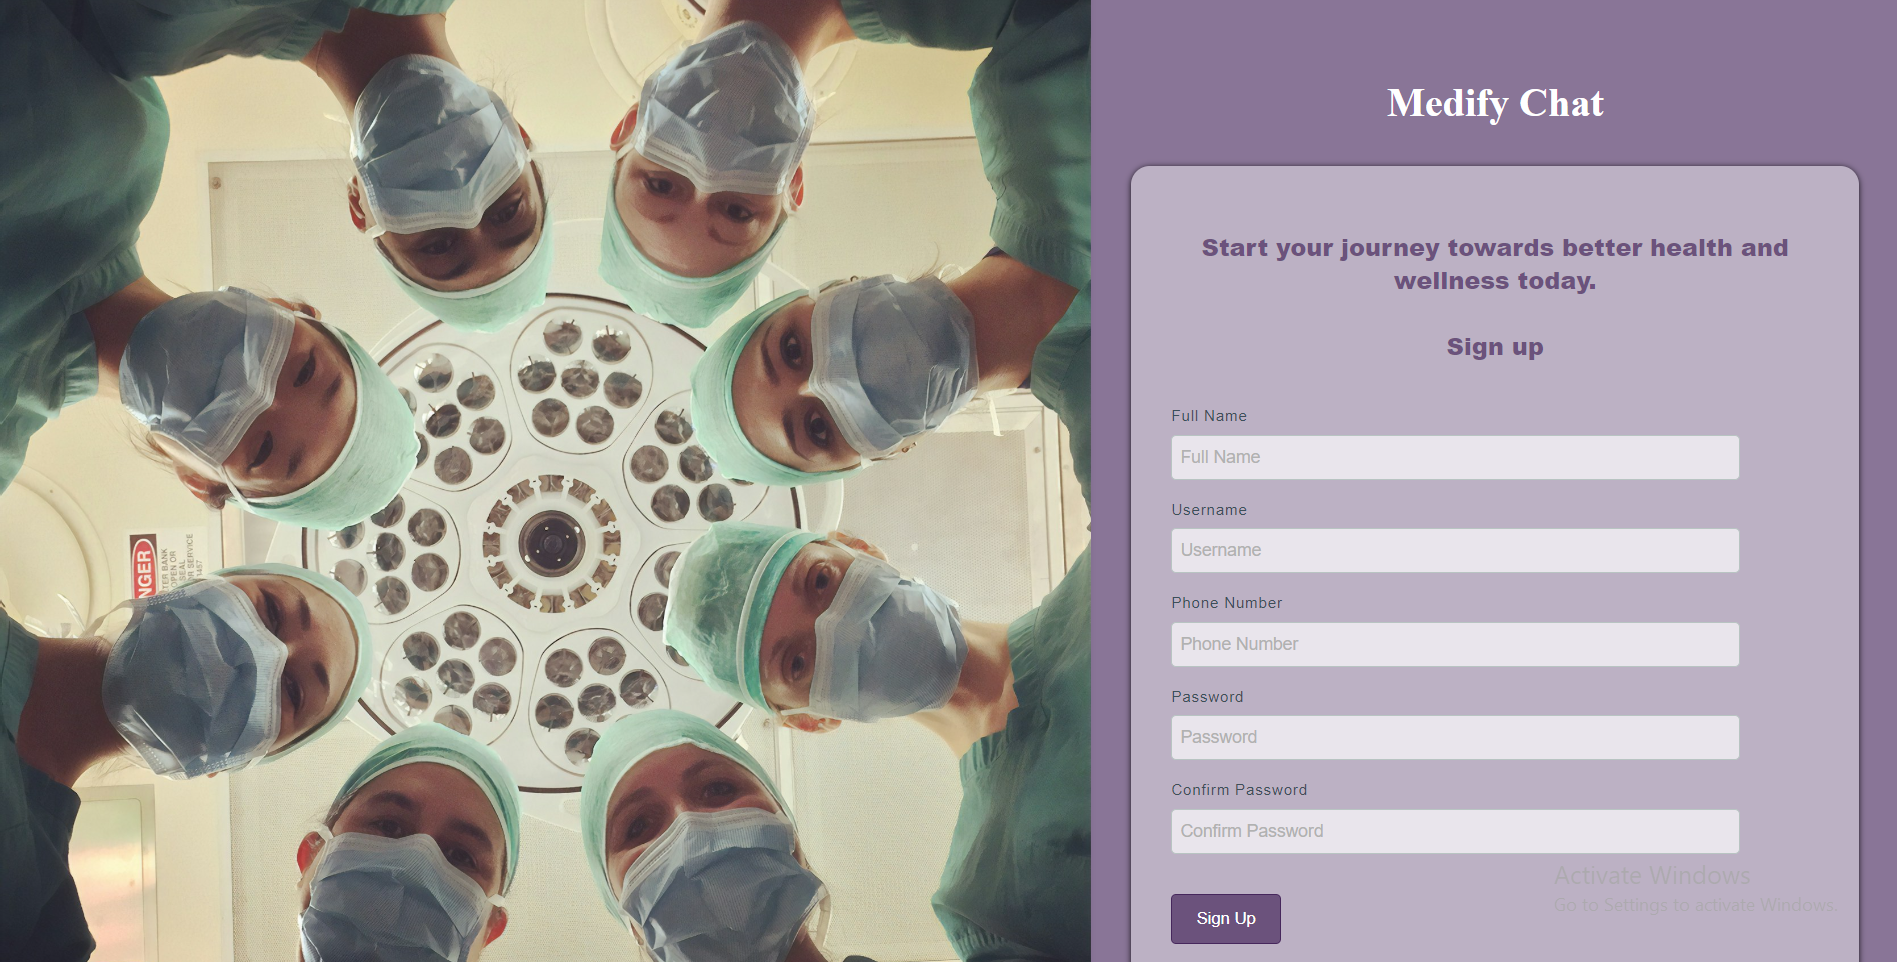 Medify Chat
Start your journey towards better health and
wellness today.
Sign up
Full Name
Full Name
Username
Username
Phone Number
Phone Number
Password
Password
Confirm Password
Confirm Password
Activate Windows
Go to Settings to activate Windows.
Sign Up
NGER
TER BANK
OPEN OR
SEAL
R SERVICE
1457